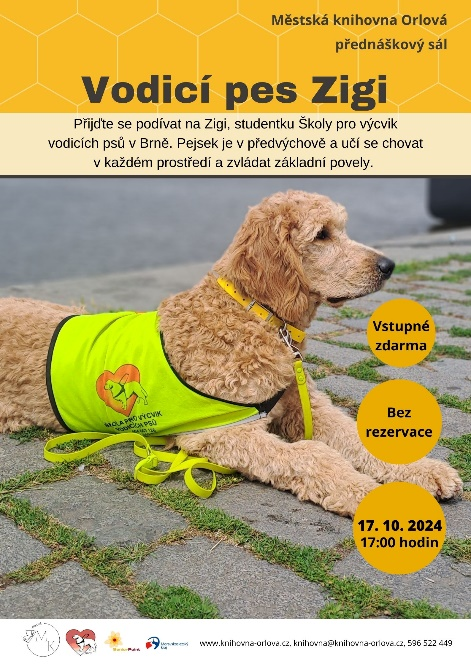 Městská knihovna Orlová
přednáškový sál
Vodicí pes Zigi
Přijďte se podívat na Zigi, studentku Školy pro výcvik
vodicích psů v Brně. Pejsek je v předvýchově a učí se chovat
v každém prostředí a zvládat základní povely.
Vstupné
zdarma
Bez
rezervace
ŠKOLA PRO VÝCVIK
VODICÍCH PSŮ
17. 10. 2024
17:00 hodin
www.knihovna-orlova.cz, knihovna@knihovna-orlova.cz, 596 522 449